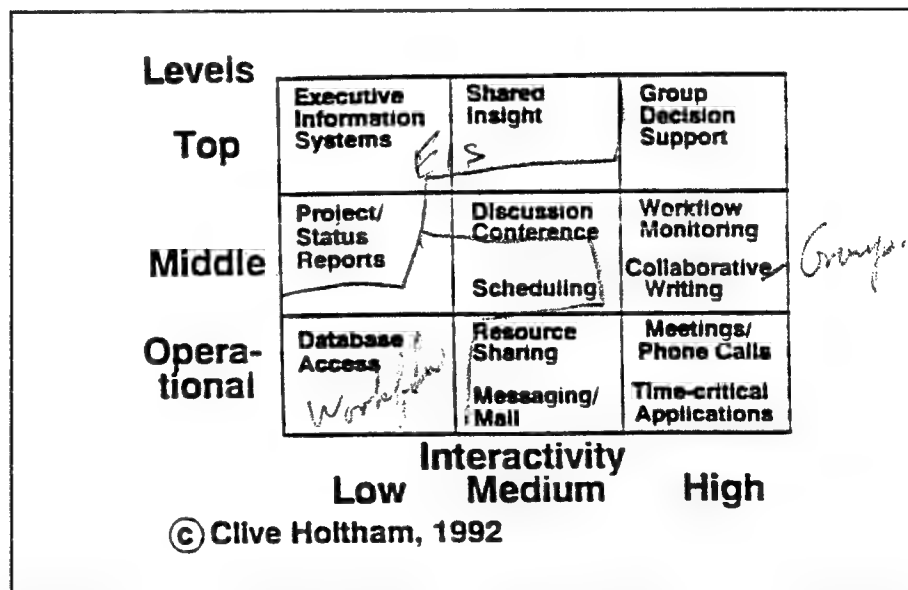 Levels
Top
Executive
Information
Systems
Shared
Insight
Group
Decision
Support
E S
Middle
Project/
Status
Reports
Discussion
Conference
Scheduling
Workflow
Monitoring
Collaborative
Writing
Groups
Opera-
tional
Database
Access
Workflow
Resource
Sharing
Messaging/
Mail
Meetings/
Phone Calls
Time-critical
Applications
Interactivity
Low Medium High
© Clive Holtham, 1992